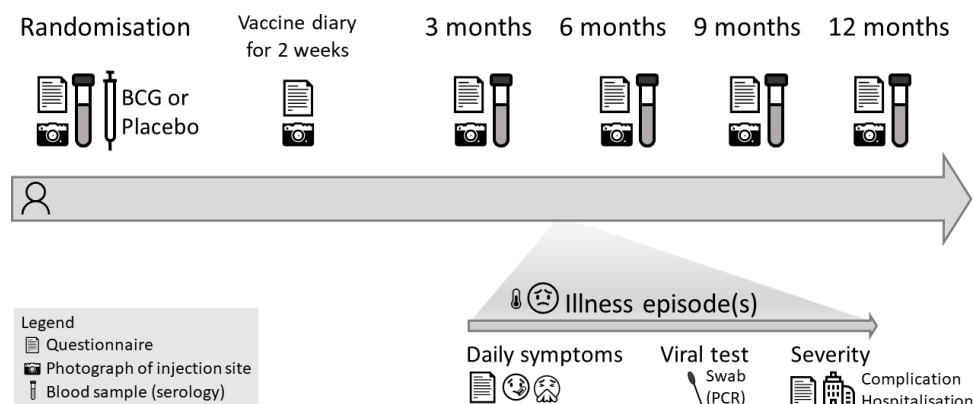 Randomisation
Vaccine diary
for 2 weeks
3 months
6 months
9 months
12 months
BCG or
Placebo
Illness episode(s)
Legend
Questionnaire
Photograph of injection site
Blood sample (serology)
Daily symptoms
Viral test
Swab
(PCR)
Severity
Complication
Hospitalisation